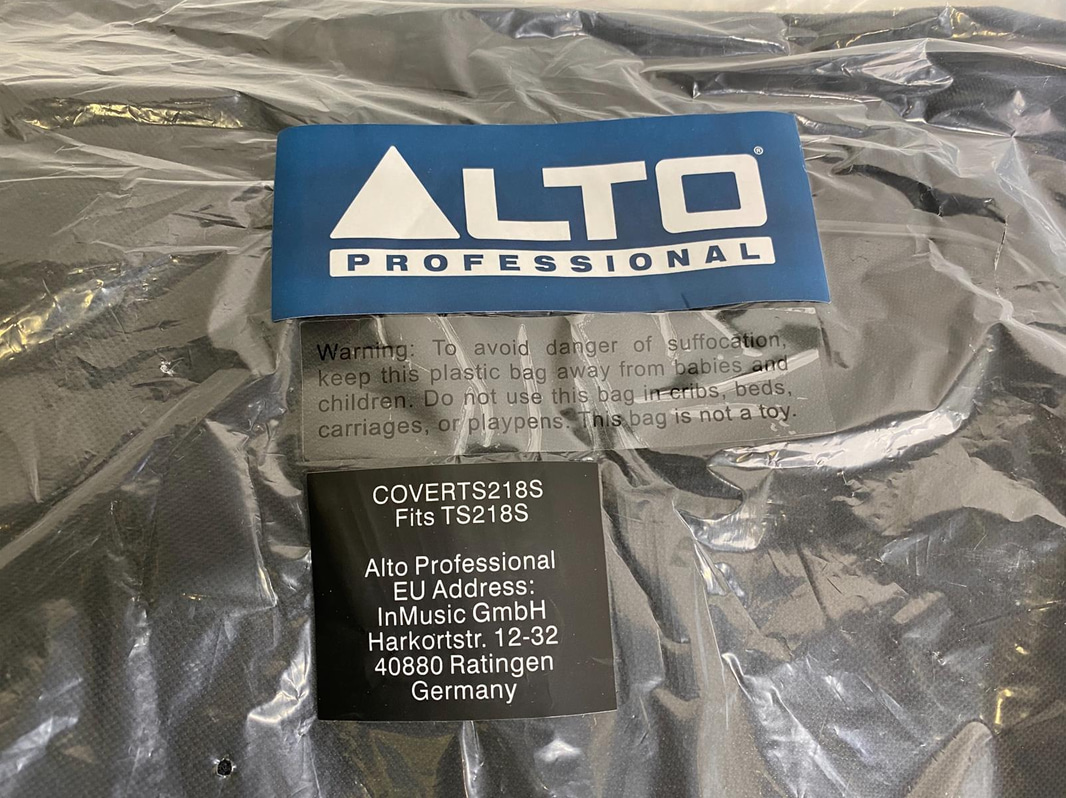 ALTO®
PROFESSIONAL
Warning: To avoid danger of suffocation,
keep this plastic bag away from babies and
children. Do not use this bag in cribs, beds,
carriages, or playpens. This bag is not a toy.
COVERTS218S
Fits TS218S
Alto Professional
EU Address:
InMusic GmbH
Harkortstr. 12-32
40880 Ratingen
Germany